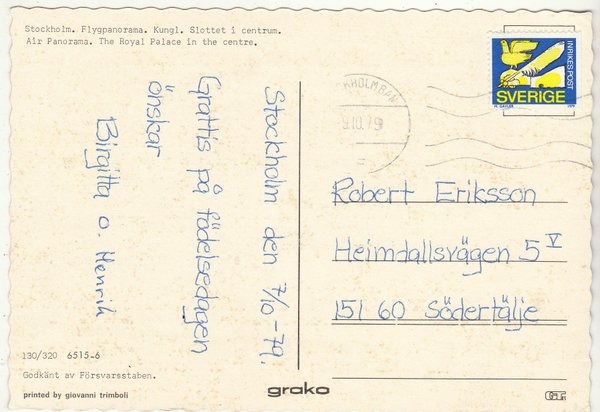 Stockholm. Flygpanorama. Kungl. Slottet i centrum.
Air Panorama. The Royal Palace in the centre.
Stockholm den 7/10-79.
Grattis på födelsedagen
önskar
Birgitta o. Henrik
INRIKES POST
SVERIGE
1979
KHOLM BAN
9.10.79
Robert Eriksson
Heimdallsvägen 5 V
151 60 Södertälje
130/320 6515-6
Godkänt av Försvarsstaben.
printed by giovanni trimboli
grako